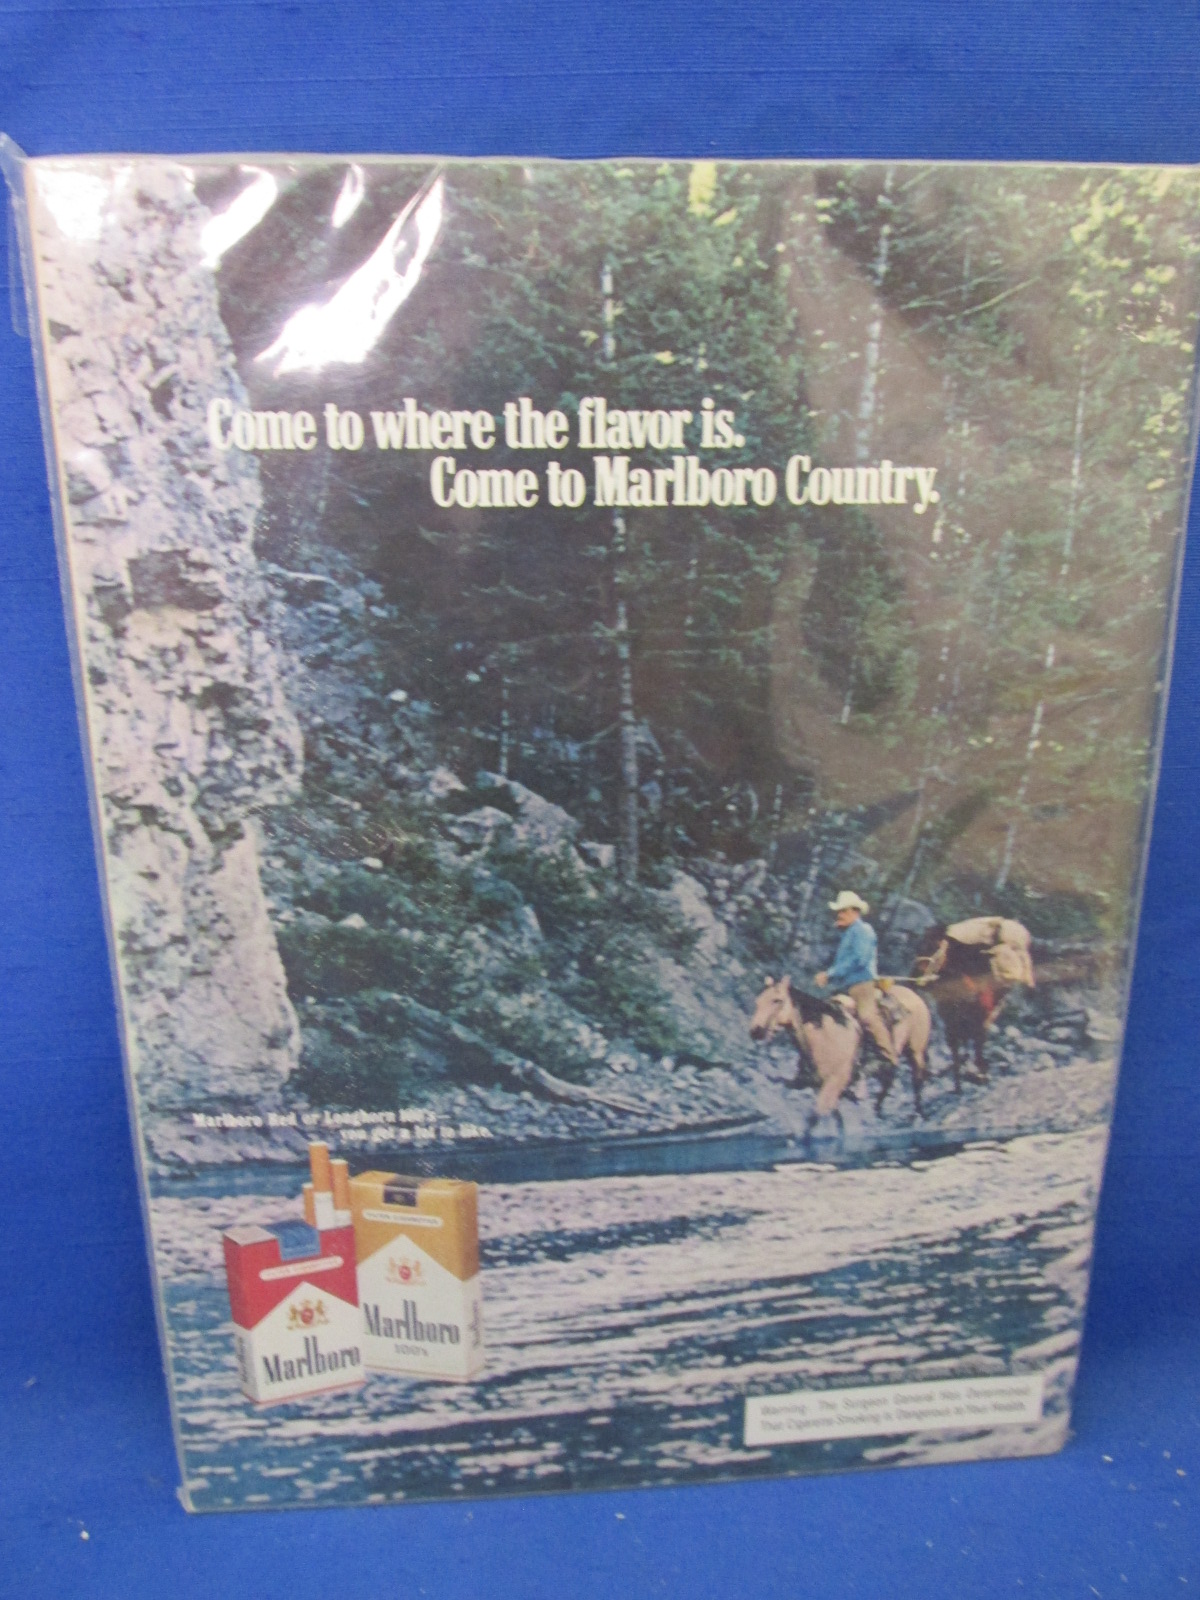 Come to where the flavor is.
Come to Marlboro Country.
Marlboro Red or Longhorn 100's—
you get a lot to like.
Marlboro
Marlboro
100's
Warning: The Surgeon General Has Determined
That Cigarette Smoking Is Dangerous to Your Health.